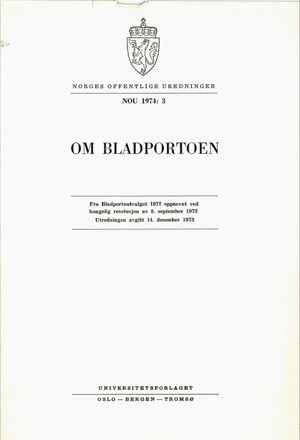 NORGES OFFENTLIGE UREDNINGER
NOU 1974: 3
OM BLADPORTOEN
Fra Bladportoutvalget 1972 oppnevnt ved
kongelig resolusjon av 8. september 1972
Utredningen avgitt 14. desember 1973
UNIVERSITETSFORLAGET
OSLO — BERGEN — TROMSØ